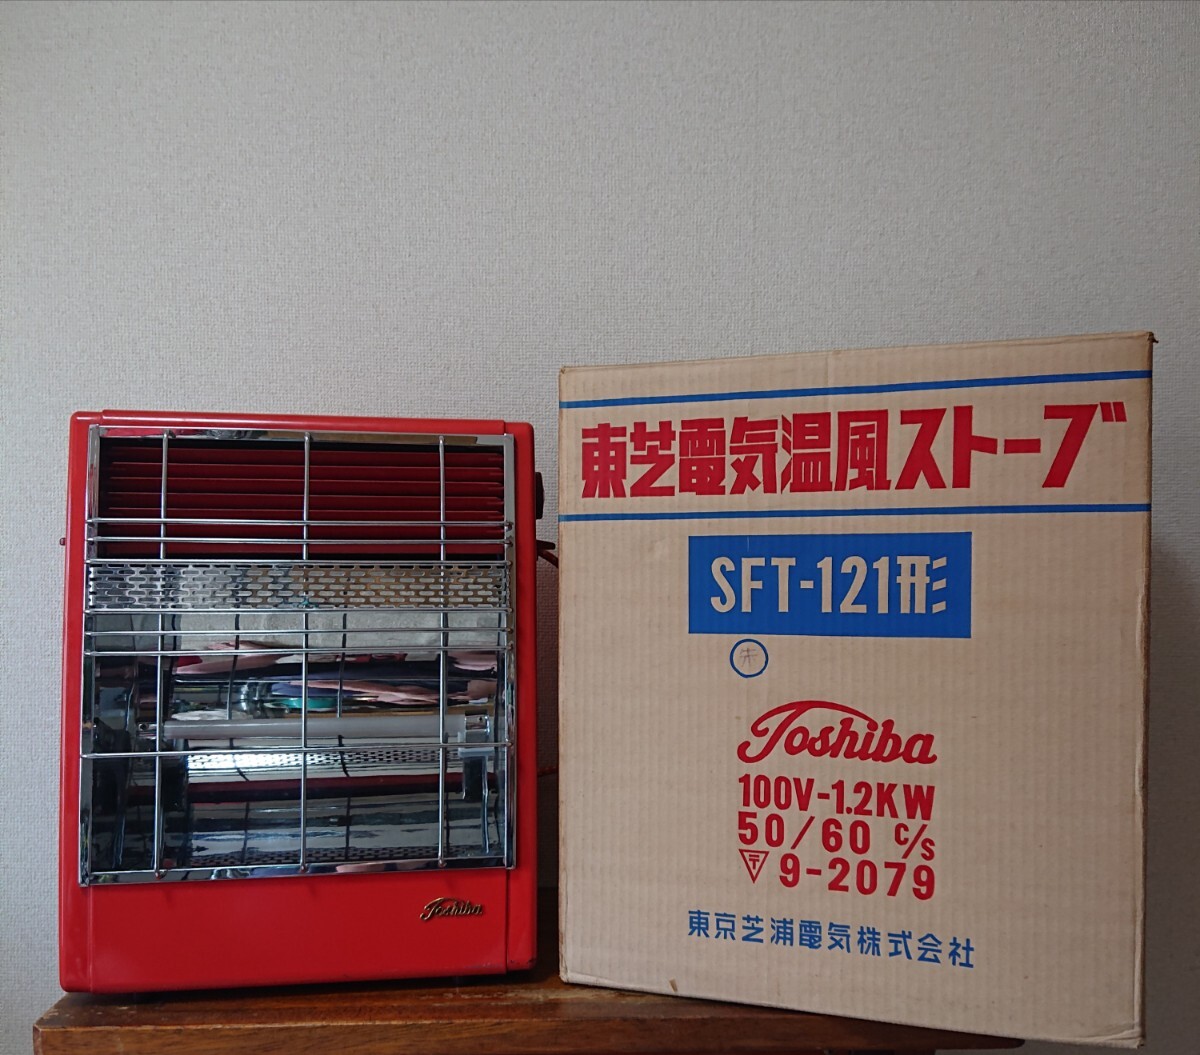 東芝電気温風ストーブ
SFT-121形
Toshiba
100V-1.2KW
50/60 c/s
〒 9-2079
東京芝浦電気株式会社
Toshiba